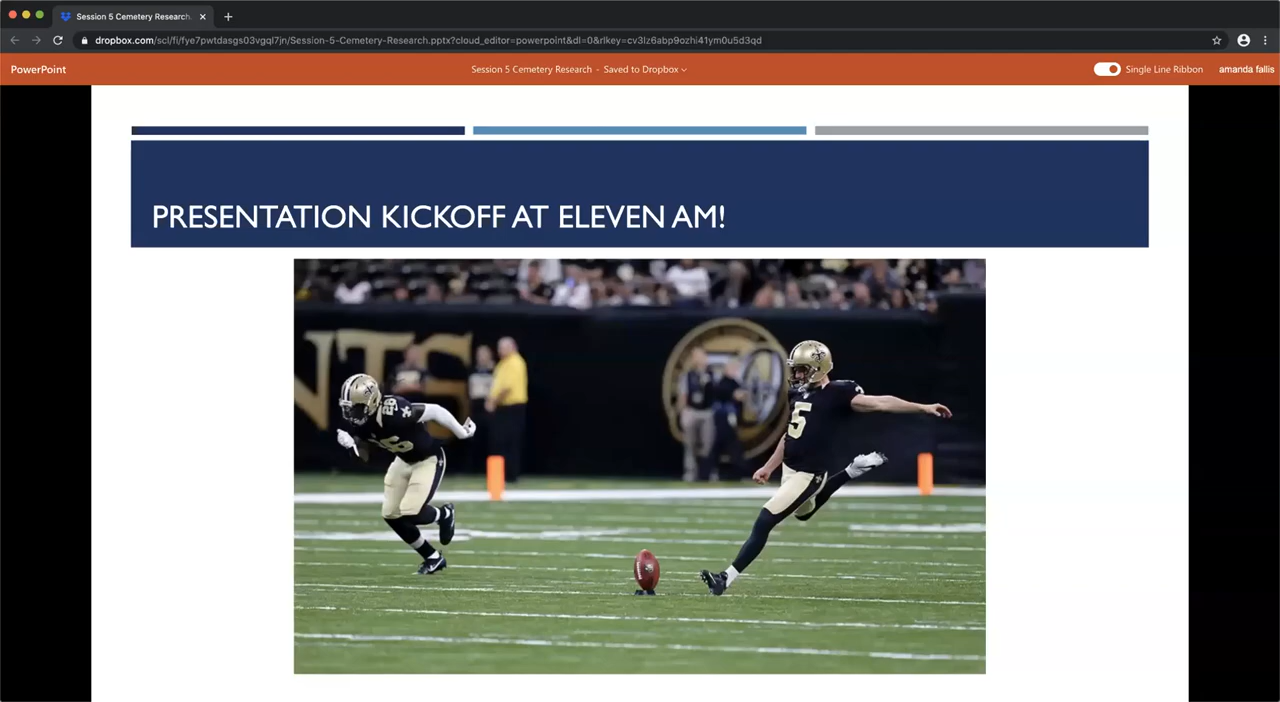 Session 5 Cemetery Research.
dropbox.com/scl/fi/fye7pwtdasgs03vgql7jn/Session-5-Cemetery-Research.pptx?cloud_editor=powerpoint&dl=0&rlkey=cv3lz6abp9ozhi41ym0u5d3qd
PowerPoint
Session 5 Cemetery Research - Saved to Dropbox
Single Line Ribbon
amanda fallis
PRESENTATION KICKOFF AT ELEVEN AM!
NTS
5